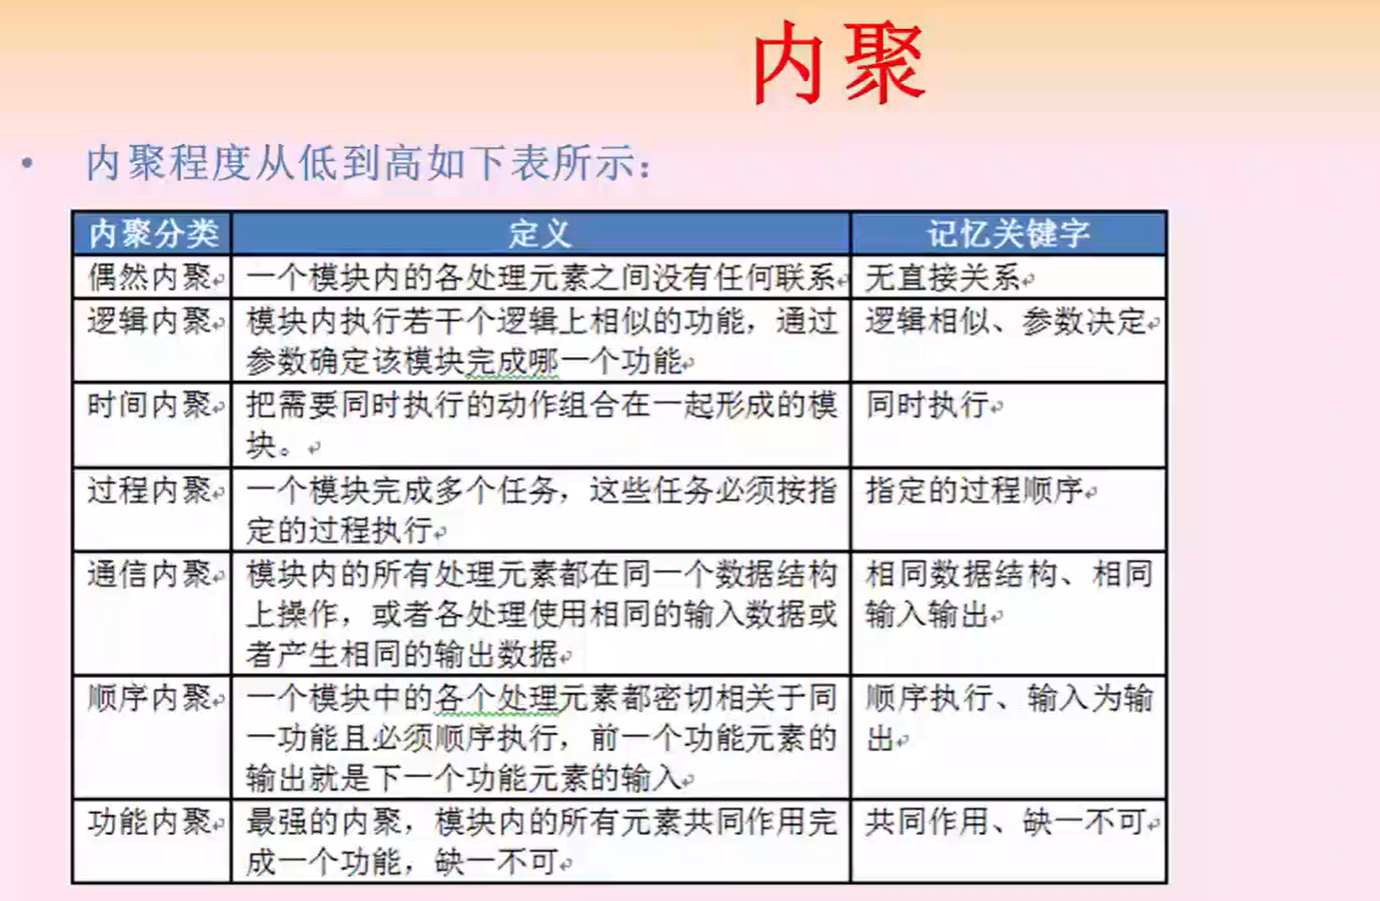 内聚
• 内聚程度从低到高如下表所示：
内聚分类 定义 记忆关键字
偶然内聚 一个模块内的各处理元素之间没有任何联系 无直接关系
逻辑内聚 模块内执行若干个逻辑上相似的功能，通过 逻辑相似、参数决定
参数确定该模块完成哪一个功能
时间内聚 把需要同时执行的动作组合在一起形成的模 同时执行
块。
过程内聚 一个模块完成多个任务，这些任务必须按指 指定的过程顺序
定的过程执行
通信内聚 模块内的所有处理元素都在同一个数据结构 相同数据结构、相同
上操作，或者各处理使用相同的输入数据或 输入输出
者产生相同的输出数据
顺序内聚 一个模块中的各个处理元素都密切相关于同 顺序执行、输入为输
一功能且必须顺序执行，前一个功能元素的 出
输出就是下一个功能元素的输入
功能内聚 最强的内聚，模块内的所有元素共同作用完 共同作用、缺一不可
成一个功能，缺一不可